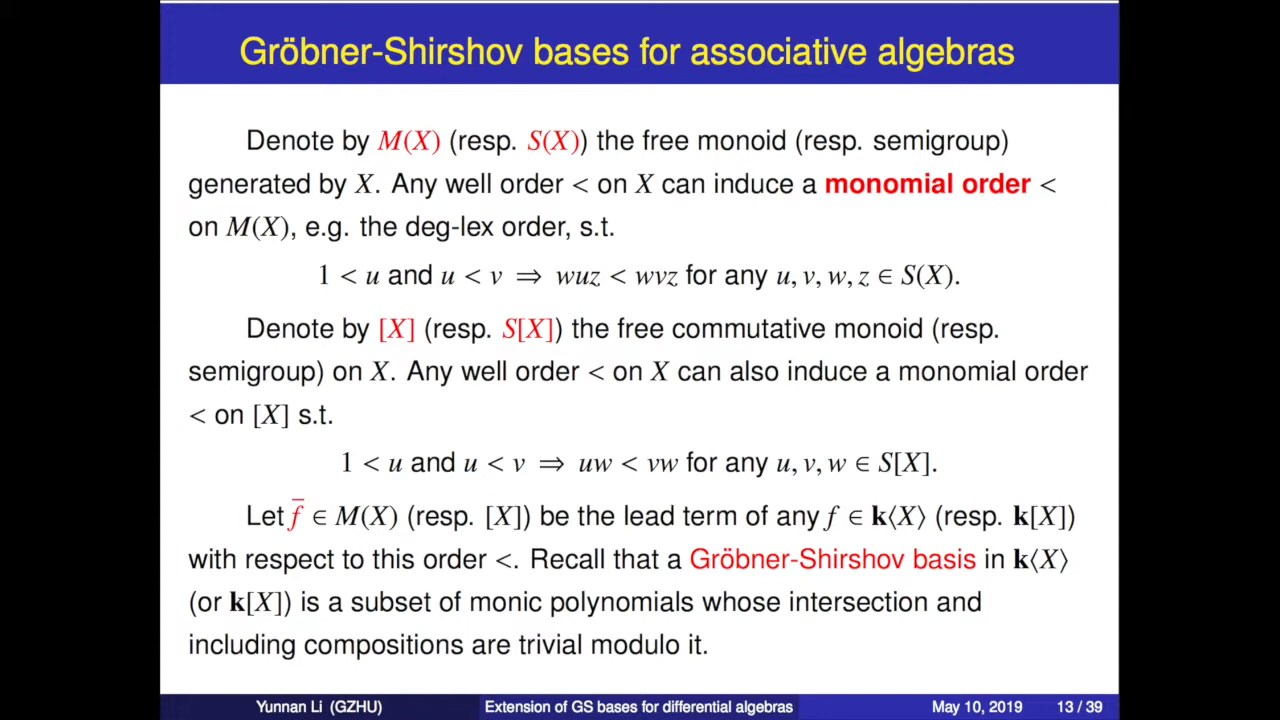 Gröbner-Shirshov bases for associative algebras
Denote by M(X) (resp. S(X)) the free monoid (resp. semigroup)
generated by X. Any well order < on X can induce a monomial order <
on M(X), e.g. the deg-lex order, s.t.
1 < u and u < v ⇒ wuz < wvz for any u, v, w, z ∈ S(X).
Denote by [X] (resp. S[X]) the free commutative monoid (resp.
semigroup) on X. Any well order < on X can also induce a monomial order
< on [X] s.t.
1 < u and u < v ⇒ uw < vw for any u, v, w ∈ S[X].
Let f̄ ∈ M(X) (resp. [X]) be the lead term of any f ∈ k⟨X⟩ (resp. k[X])
with respect to this order <. Recall that a Gröbner-Shirshov basis in k⟨X⟩
(or k[X]) is a subset of monic polynomials whose intersection and
including compositions are trivial modulo it.
Yunnan Li (GZHU) Extension of GS bases for differential algebras May 10, 2019 13 / 39